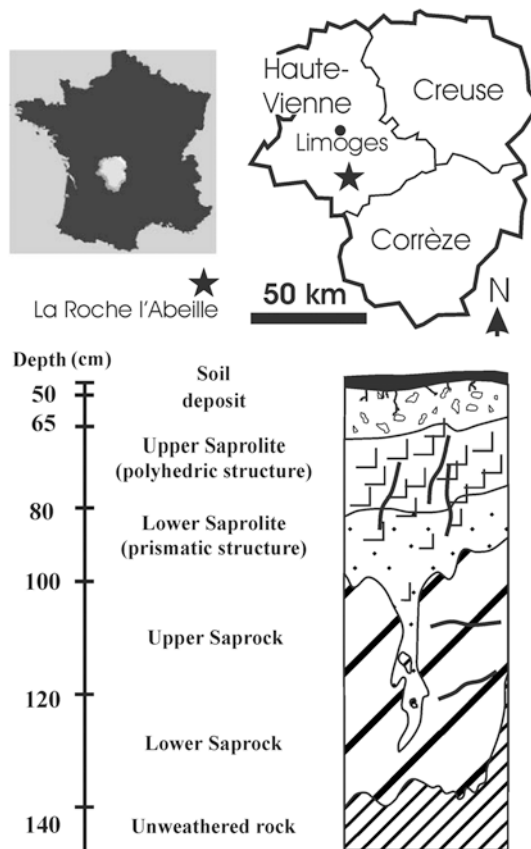 Haute-
Vienne
Creuse
Limoges
Corrèze
La Roche l'Abeille
50 km
N
Depth (cm)
Soil
deposit
50
65
Upper Saprolite
(polyhedric structure)
80
Lower Saprolite
(prismatic structure)
100
Upper Saprock
120
Lower Saprock
140
Unweathered rock